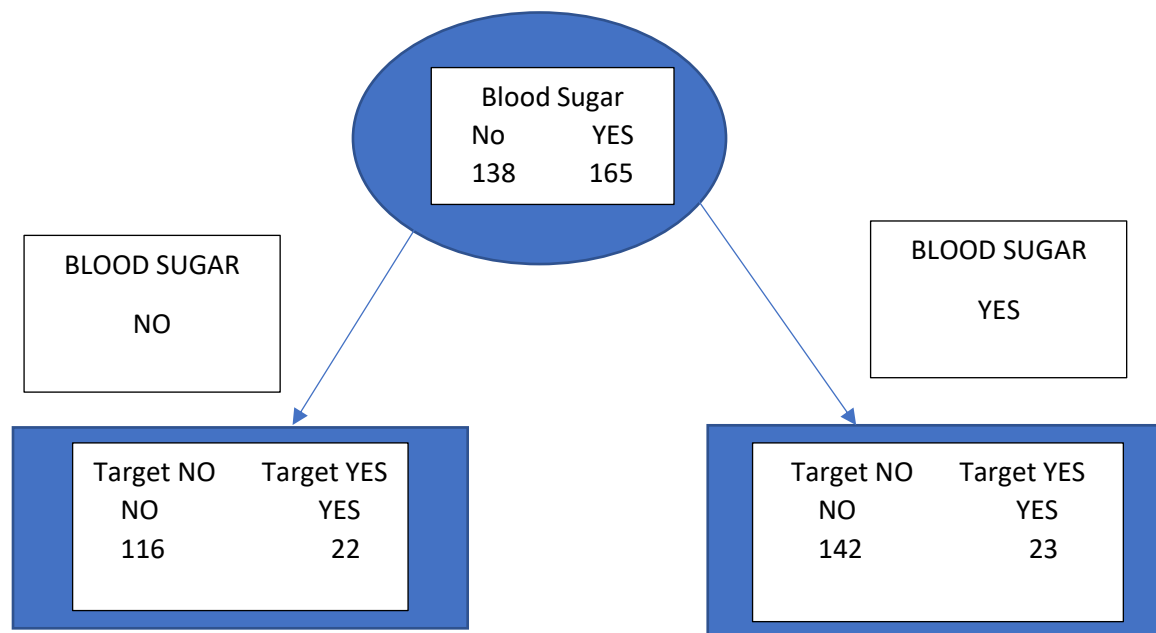 Blood Sugar
No YES
138 165
BLOOD SUGAR
NO
BLOOD SUGAR
YES
Target NO Target YES
NO YES
116 22
Target NO Target YES
NO YES
142 23